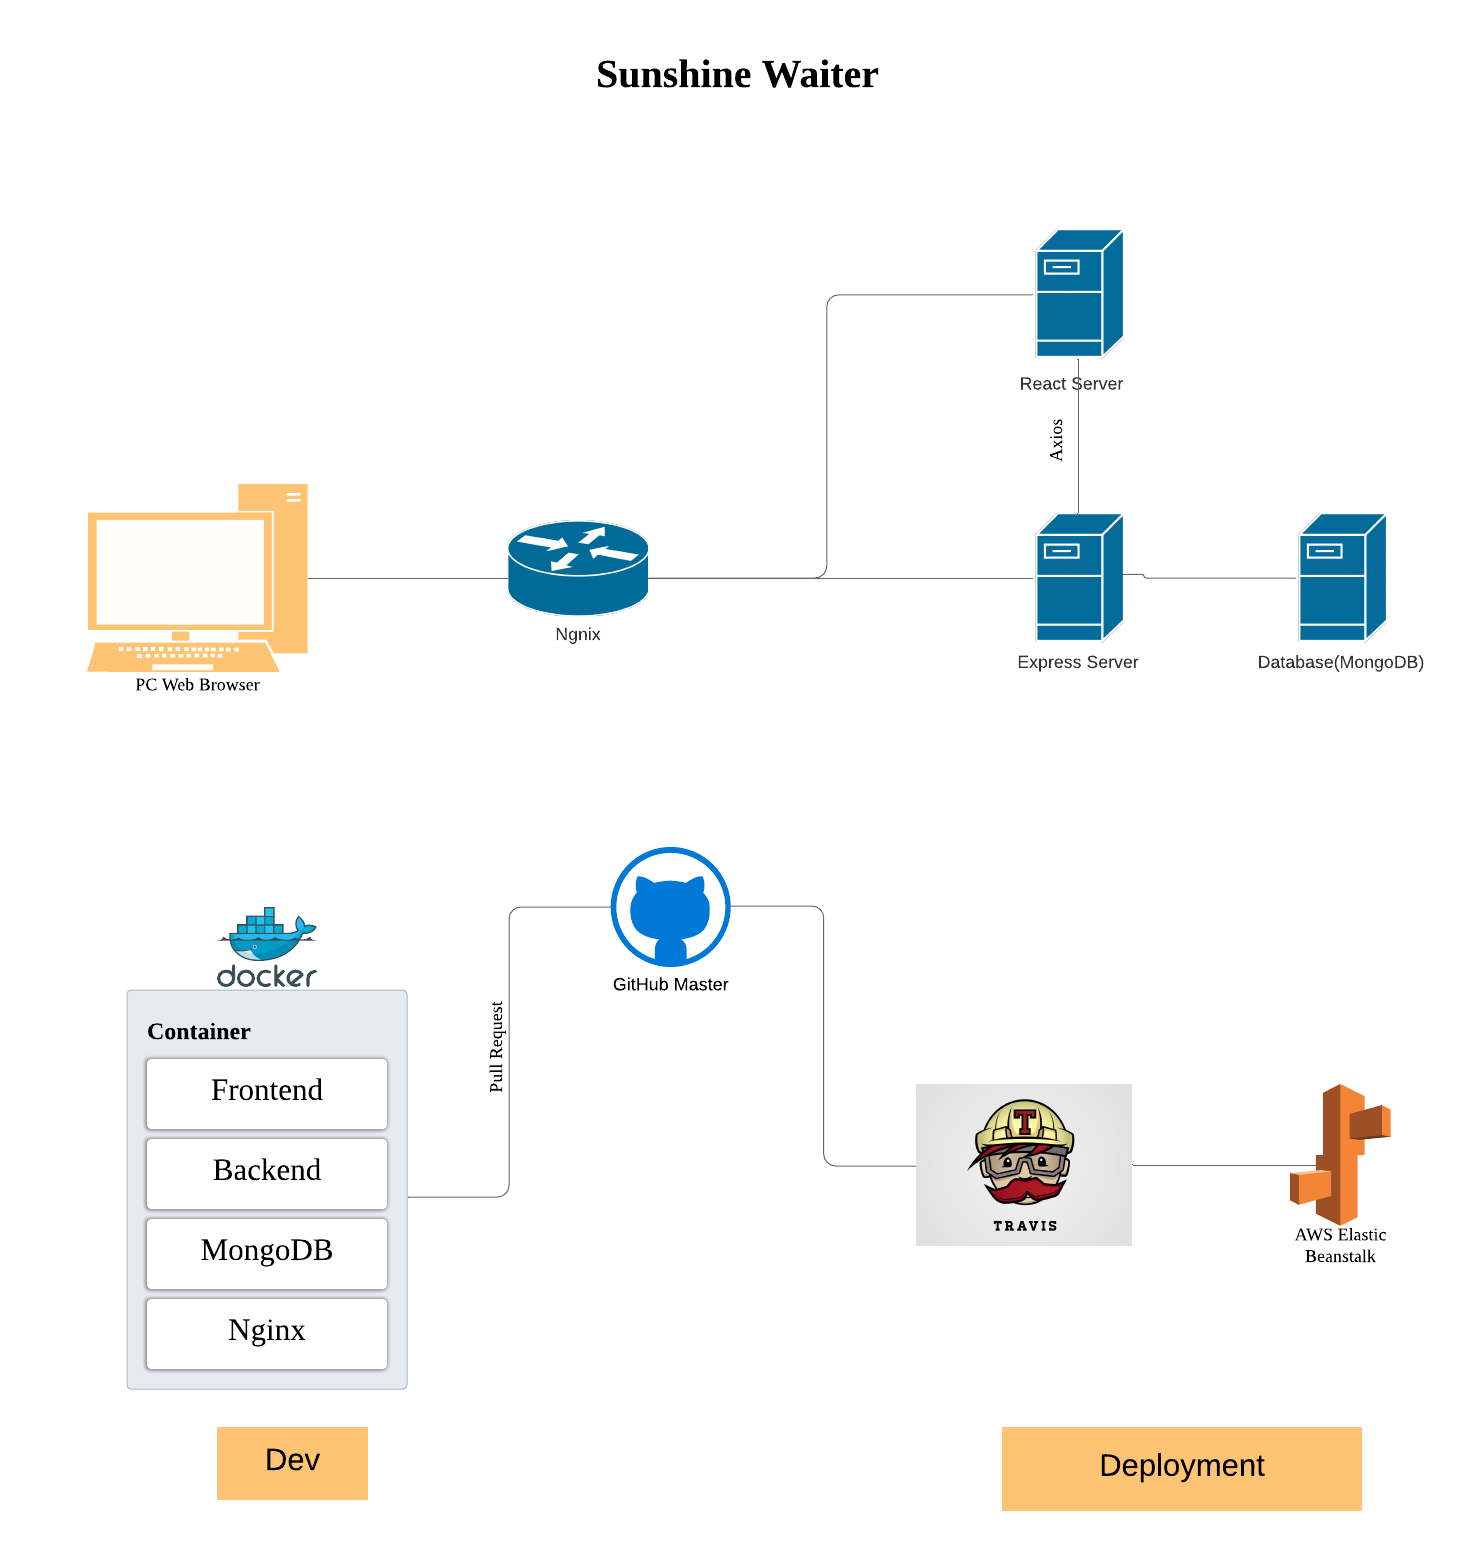 Sunshine Waiter
React Server
Axios
Ngnix
PC Web Browser
Express Server
Database(MongoDB)
docker
GitHub Master
Container
Frontend
Backend
MongoDB
Nginx
Pull Request
T
TRAVIS
AWS Elastic
Beanstalk
Dev
Deployment